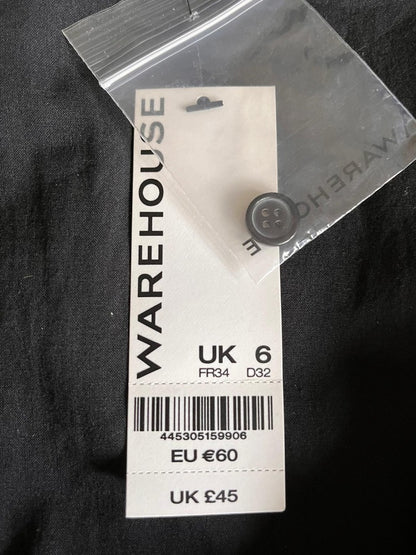 WAREHOUSE
WAREHOUSE
UK 6
FR34 D32
445305159906
EU €60
UK £45